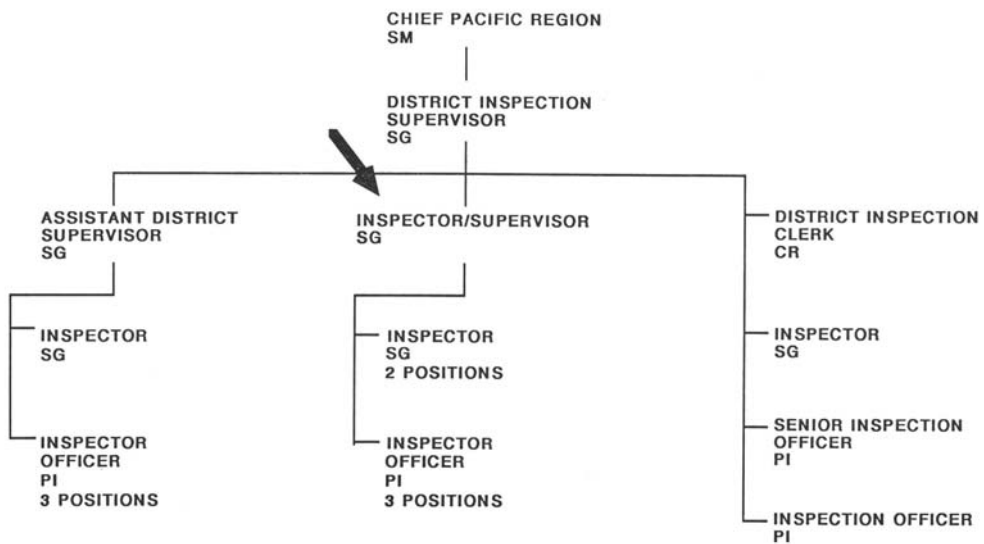 CHIEF PACIFIC REGION
SM
DISTRICT INSPECTION
SUPERVISOR
SG
ASSISTANT DISTRICT
SUPERVISOR
SG
INSPECTOR
SG
INSPECTOR
OFFICER
PI
3 POSITIONS
INSPECTOR/SUPERVISOR
SG
INSPECTOR
SG
2 POSITIONS
INSPECTOR
OFFICER
PI
3 POSITIONS
DISTRICT INSPECTION
CLERK
CR
INSPECTOR
SG
SENIOR INSPECTION
OFFICER
PI
INSPECTION OFFICER
PI